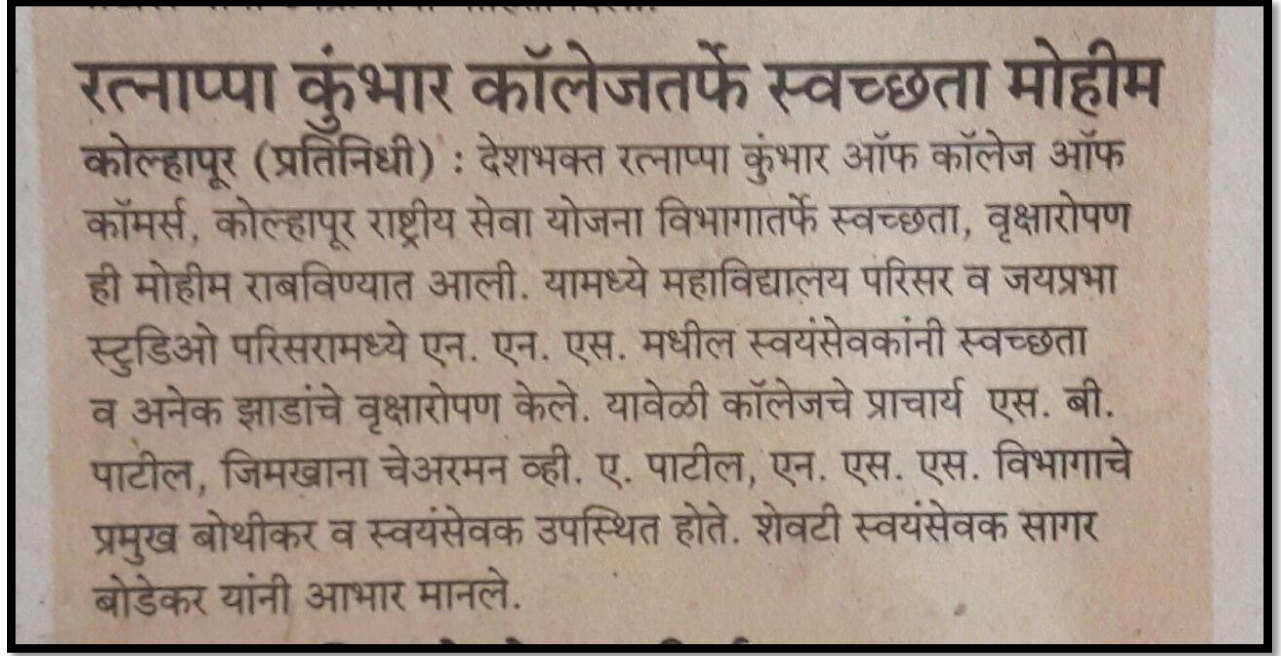 रत्नाप्पा कुंभार कॉलेजतर्फे स्वच्छता मोहीम
कोल्हापूर (प्रतिनिधी) : देशभक्त रत्नाप्पा कुंभार ऑफ कॉलेज ऑफ
कॉमर्स, कोल्हापूर राष्ट्रीय सेवा योजना विभागातर्फे स्वच्छता, वृक्षारोपण
ही मोहीम राबविण्यात आली. यामध्ये महाविद्यालय परिसर व जयप्रभा
स्टुडिओ परिसरामध्ये एन. एन. एस. मधील स्वयंसेवकांनी स्वच्छता
व अनेक झाडांचे वृक्षारोपण केले. यावेळी कॉलेजचे प्राचार्य एस. बी.
पाटील, जिमखाना चेअरमन व्ही. ए. पाटील, एन. एस. एस. विभागाचे
प्रमुख बोथीकर व स्वयंसेवक उपस्थित होते. शेवटी स्वयंसेवक सागर
बोडेकर यांनी आभार मानले.